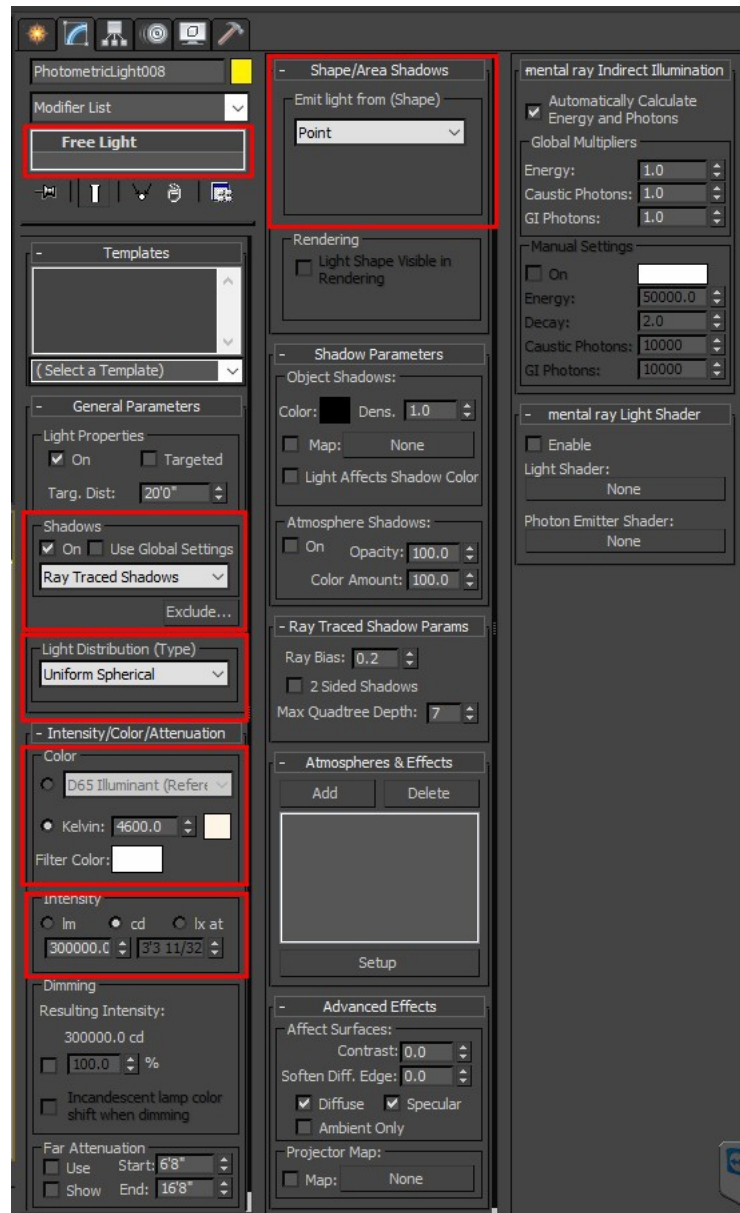 PhotometricLight008
Modifier List
Free Light
- Templates
(Select a Template)
- General Parameters
Light Properties
On Targeted
Targ. Dist: 20'0"
Shadows
On Use Global Settings
Ray Traced Shadows
Exclude...
Light Distribution (Type)
Uniform Spherical
- Intensity/Color/Attenuation
Color
D65 Illuminant (Refere
Kelvin: 4600.0
Filter Color:
Intensity
lm cd lx at
300000.0 3'3 11/32
Dimming
Resulting Intensity:
300000.0 cd
100.0 %
Incandescent lamp color
shift when dimming
Far Attenuation
Use Start: 6'8"
Show End: 16'8"
- Shape/Area Shadows
Emit light from (Shape)
Point
Rendering
Light Shape Visible in
Rendering
- Shadow Parameters
Object Shadows:
Color: Dens. 1.0
Map: None
Light Affects Shadow Color
Atmosphere Shadows:
On Opacity: 100.0
Color Amount: 100.0
- Ray Traced Shadow Params
Ray Bias: 0.2
2 Sided Shadows
Max Quadtree Depth: 7
- Atmospheres & Effects
Add Delete
Setup
- Advanced Effects
Affect Surfaces:
Contrast: 0.0
Soften Diff. Edge: 0.0
Diffuse Specular
Ambient Only
Projector Map:
Map: None
mental ray Indirect Illumination
Automatically Calculate
Energy and Photons
Global Multipliers
Energy: 1.0
Caustic Photons: 1.0
GI Photons: 1.0
Manual Settings
On
Energy: 50000.0
Decay: 2.0
Caustic Photons: 10000
GI Photons: 10000
- mental ray Light Shader
Enable
Light Shader:
None
Photon Emitter Shader:
None